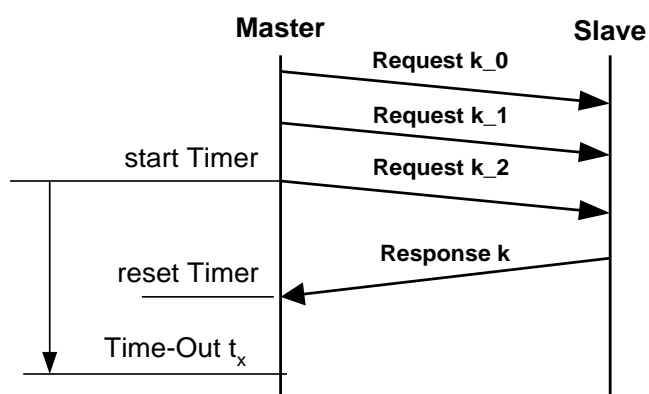 Master
Slave
Request k_0
Request k_1
start Timer
Request k_2
Response k
reset Timer
Time-Out tx